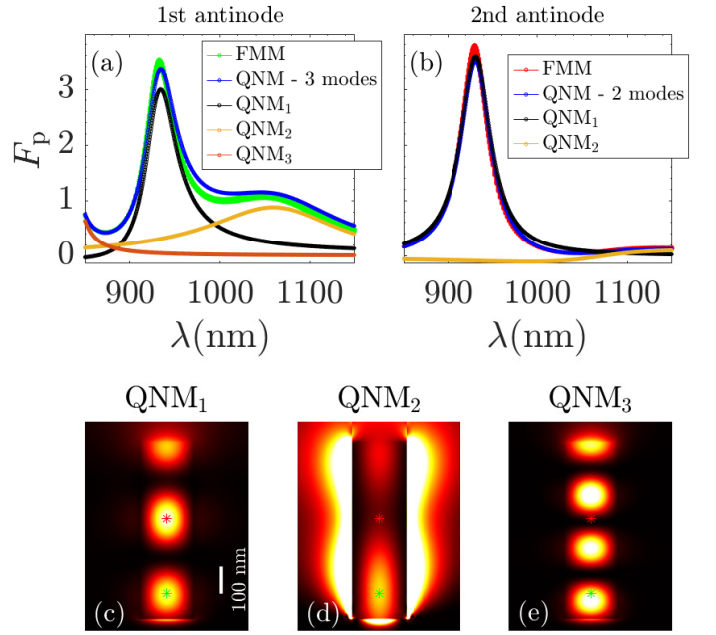 1st antinode
2nd antinode
(a)
FMM
QNM - 3 modes
QNM₁
QNM₂
QNM₃
(b)
FMM
QNM - 2 modes
QNM₁
QNM₂
Fₚ
3
2
1
0
900 1000 1100
900 1000 1100
λ(nm)
λ(nm)
QNM₁
QNM₂
QNM₃
100 nm
(c)
(d)
(e)